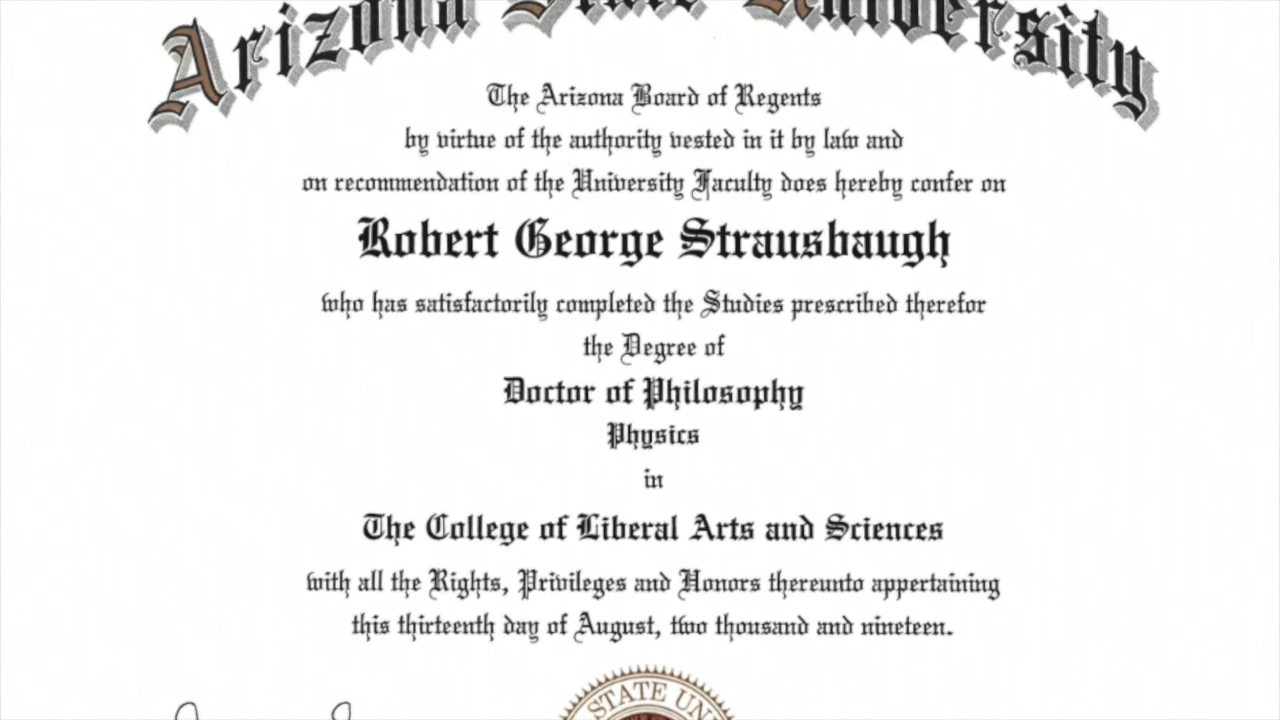 Arizona State University
The Arizona Board of Regents
by virtue of the authority vested in it by law and
on recommendation of the University Faculty does hereby confer on
Robert George Strausbaugh
who has satisfactorily completed the Studies prescribed therefor
the Degree of
Doctor of Philosophy
Physics
in
The College of Liberal Arts and Sciences
with all the Rights, Privileges and Honors thereunto appertaining
this thirteenth day of August, two thousand and nineteen.
STATE UN